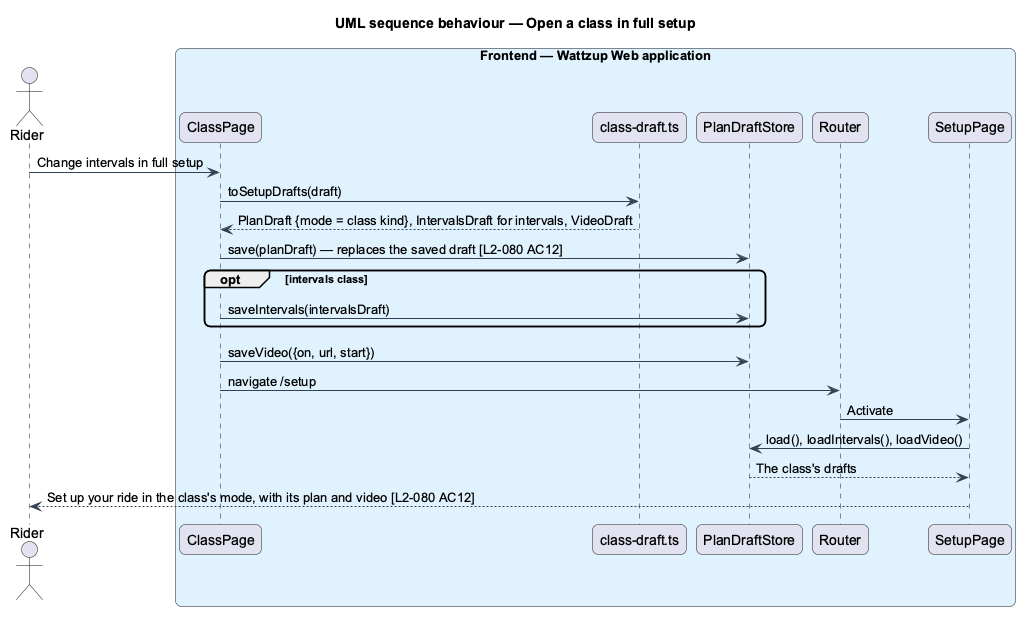 UML sequence behaviour — Open a class in full setup
Frontend — Wattzup Web application
Rider
ClassPage
class-draft.ts
PlanDraftStore
Router
SetupPage
Change intervals in full setup
toSetupDrafts(draft)
PlanDraft {mode = class kind}, IntervalsDraft for intervals, VideoDraft
save(planDraft) — replaces the saved draft [L2-080 AC12]
opt
[intervals class]
saveIntervals(intervalsDraft)
saveVideo({on, url, start})
navigate /setup
Activate
load(), loadIntervals(), loadVideo()
The class's drafts
Set up your ride in the class's mode, with its plan and video [L2-080 AC12]
Rider
ClassPage
class-draft.ts
PlanDraftStore
Router
SetupPage